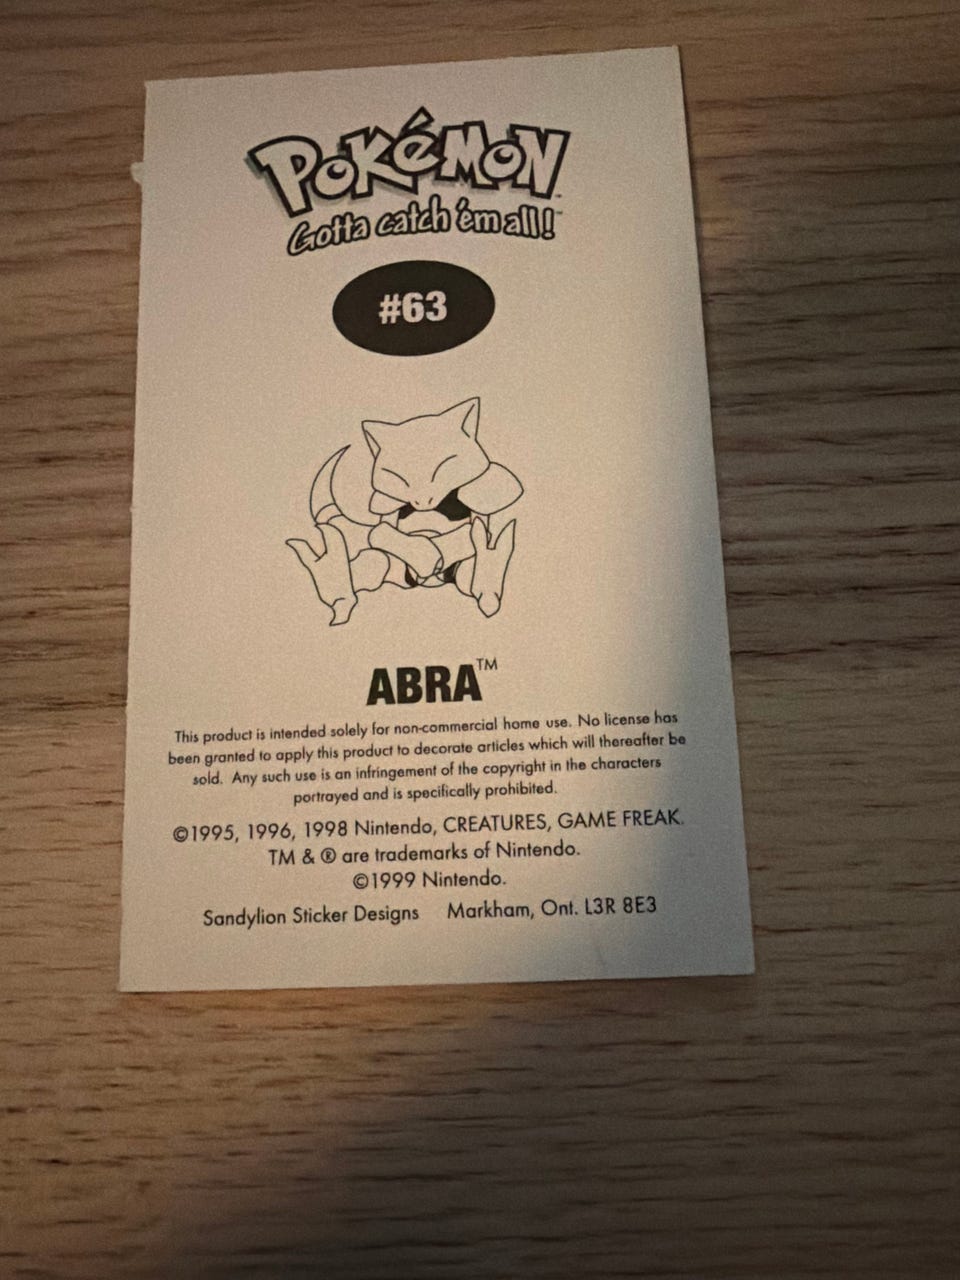 POKéMON
Gotta catch 'em all!™
#63
ABRA™
This product is intended solely for non-commercial home use. No license has
been granted to apply this product to decorate articles which will thereafter be
sold. Any such use is an infringement of the copyright in the characters
portrayed and is specifically prohibited.
©1995, 1996, 1998 Nintendo, CREATURES, GAME FREAK.
TM & ® are trademarks of Nintendo.
©1999 Nintendo.
Sandylion Sticker Designs Markham, Ont. L3R 8E3